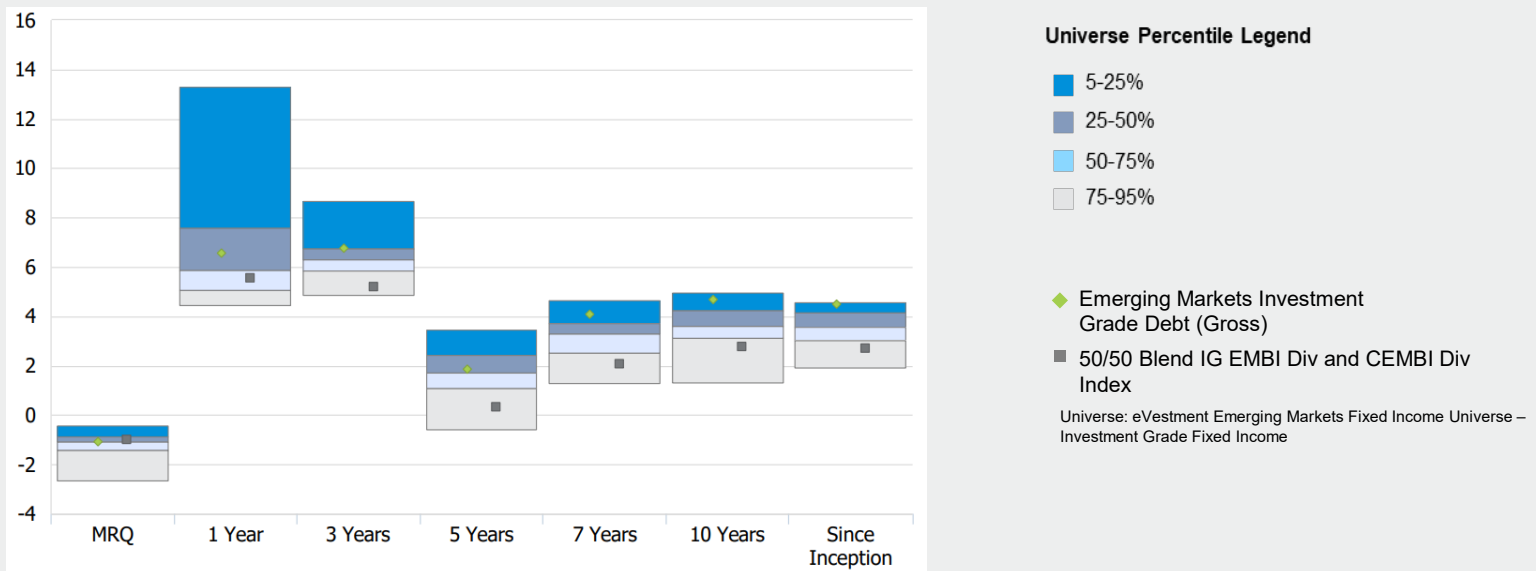 16
14
12
10
8
6
4
2
0
-2
-4
MRQ
1 Year
3 Years
5 Years
7 Years
10 Years
Since
Inception
Universe Percentile Legend
5-25%
25-50%
50-75%
75-95%
Emerging Markets Investment
Grade Debt (Gross)
50/50 Blend IG EMBI Div and CEMBI Div
Index
Universe: eVestment Emerging Markets Fixed Income Universe –
Investment Grade Fixed Income